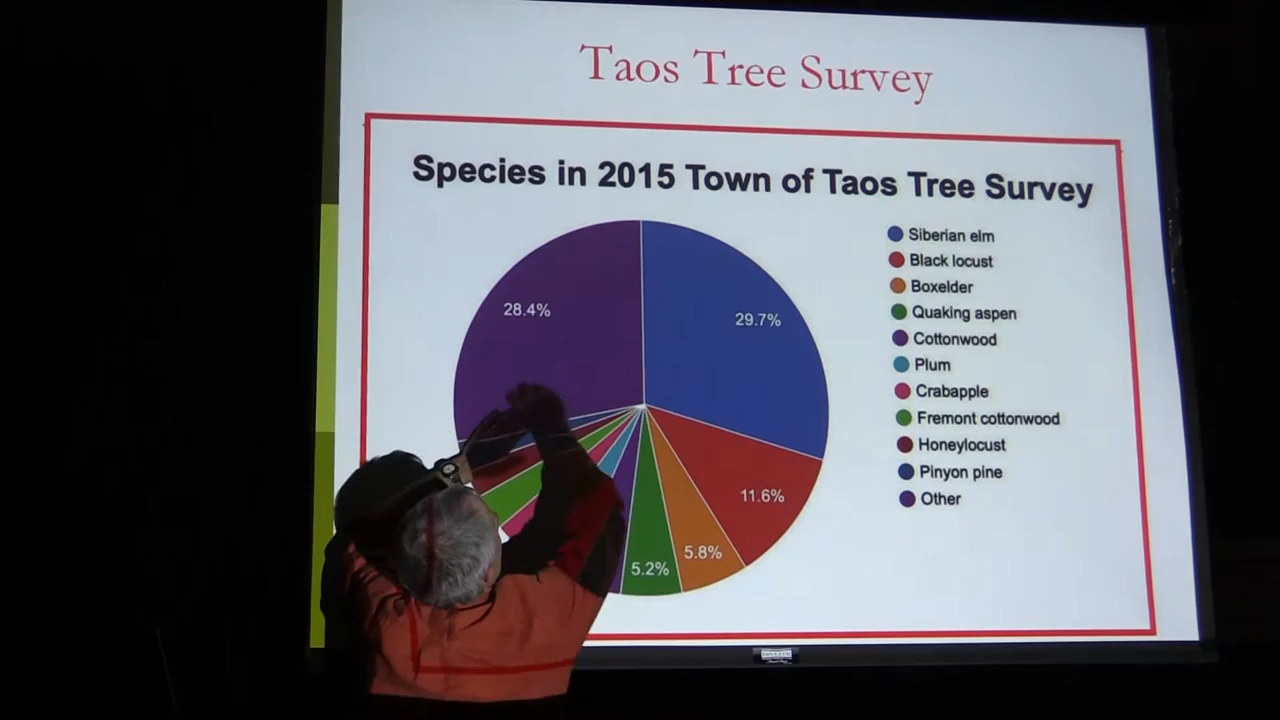 Taos Tree Survey
Species in 2015 Town of Taos Tree Survey
28.4%
29.7%
11.6%
5.8%
5.2%
Siberian elm
Black locust
Boxelder
Quaking aspen
Cottonwood
Plum
Crabapple
Fremont cottonwood
Honeylocust
Pinyon pine
Other